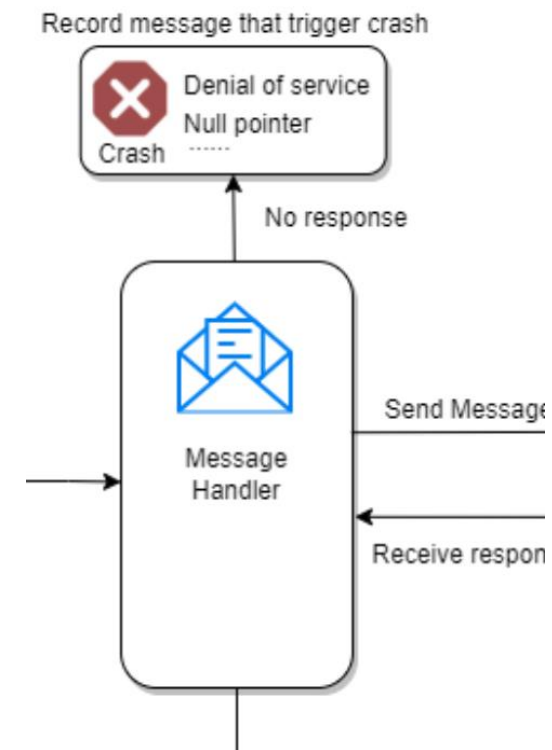 Record message that trigger crash
Denial of service
Null pointer
Crash ......
No response
Send Message
Message
Handler
Receive respon